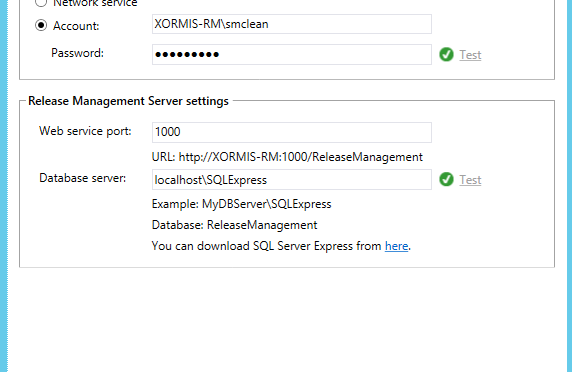 Network service
Account: XORMIS-RM\smclean
Password: ●●●●●●●●● Test
Release Management Server settings
Web service port: 1000
URL: http://XORMIS-RM:1000/ReleaseManagement
Database server: localhost\SQLExpress Test
Example: MyDBServer\SQLExpress
Database: ReleaseManagement
You can download SQL Server Express from here.